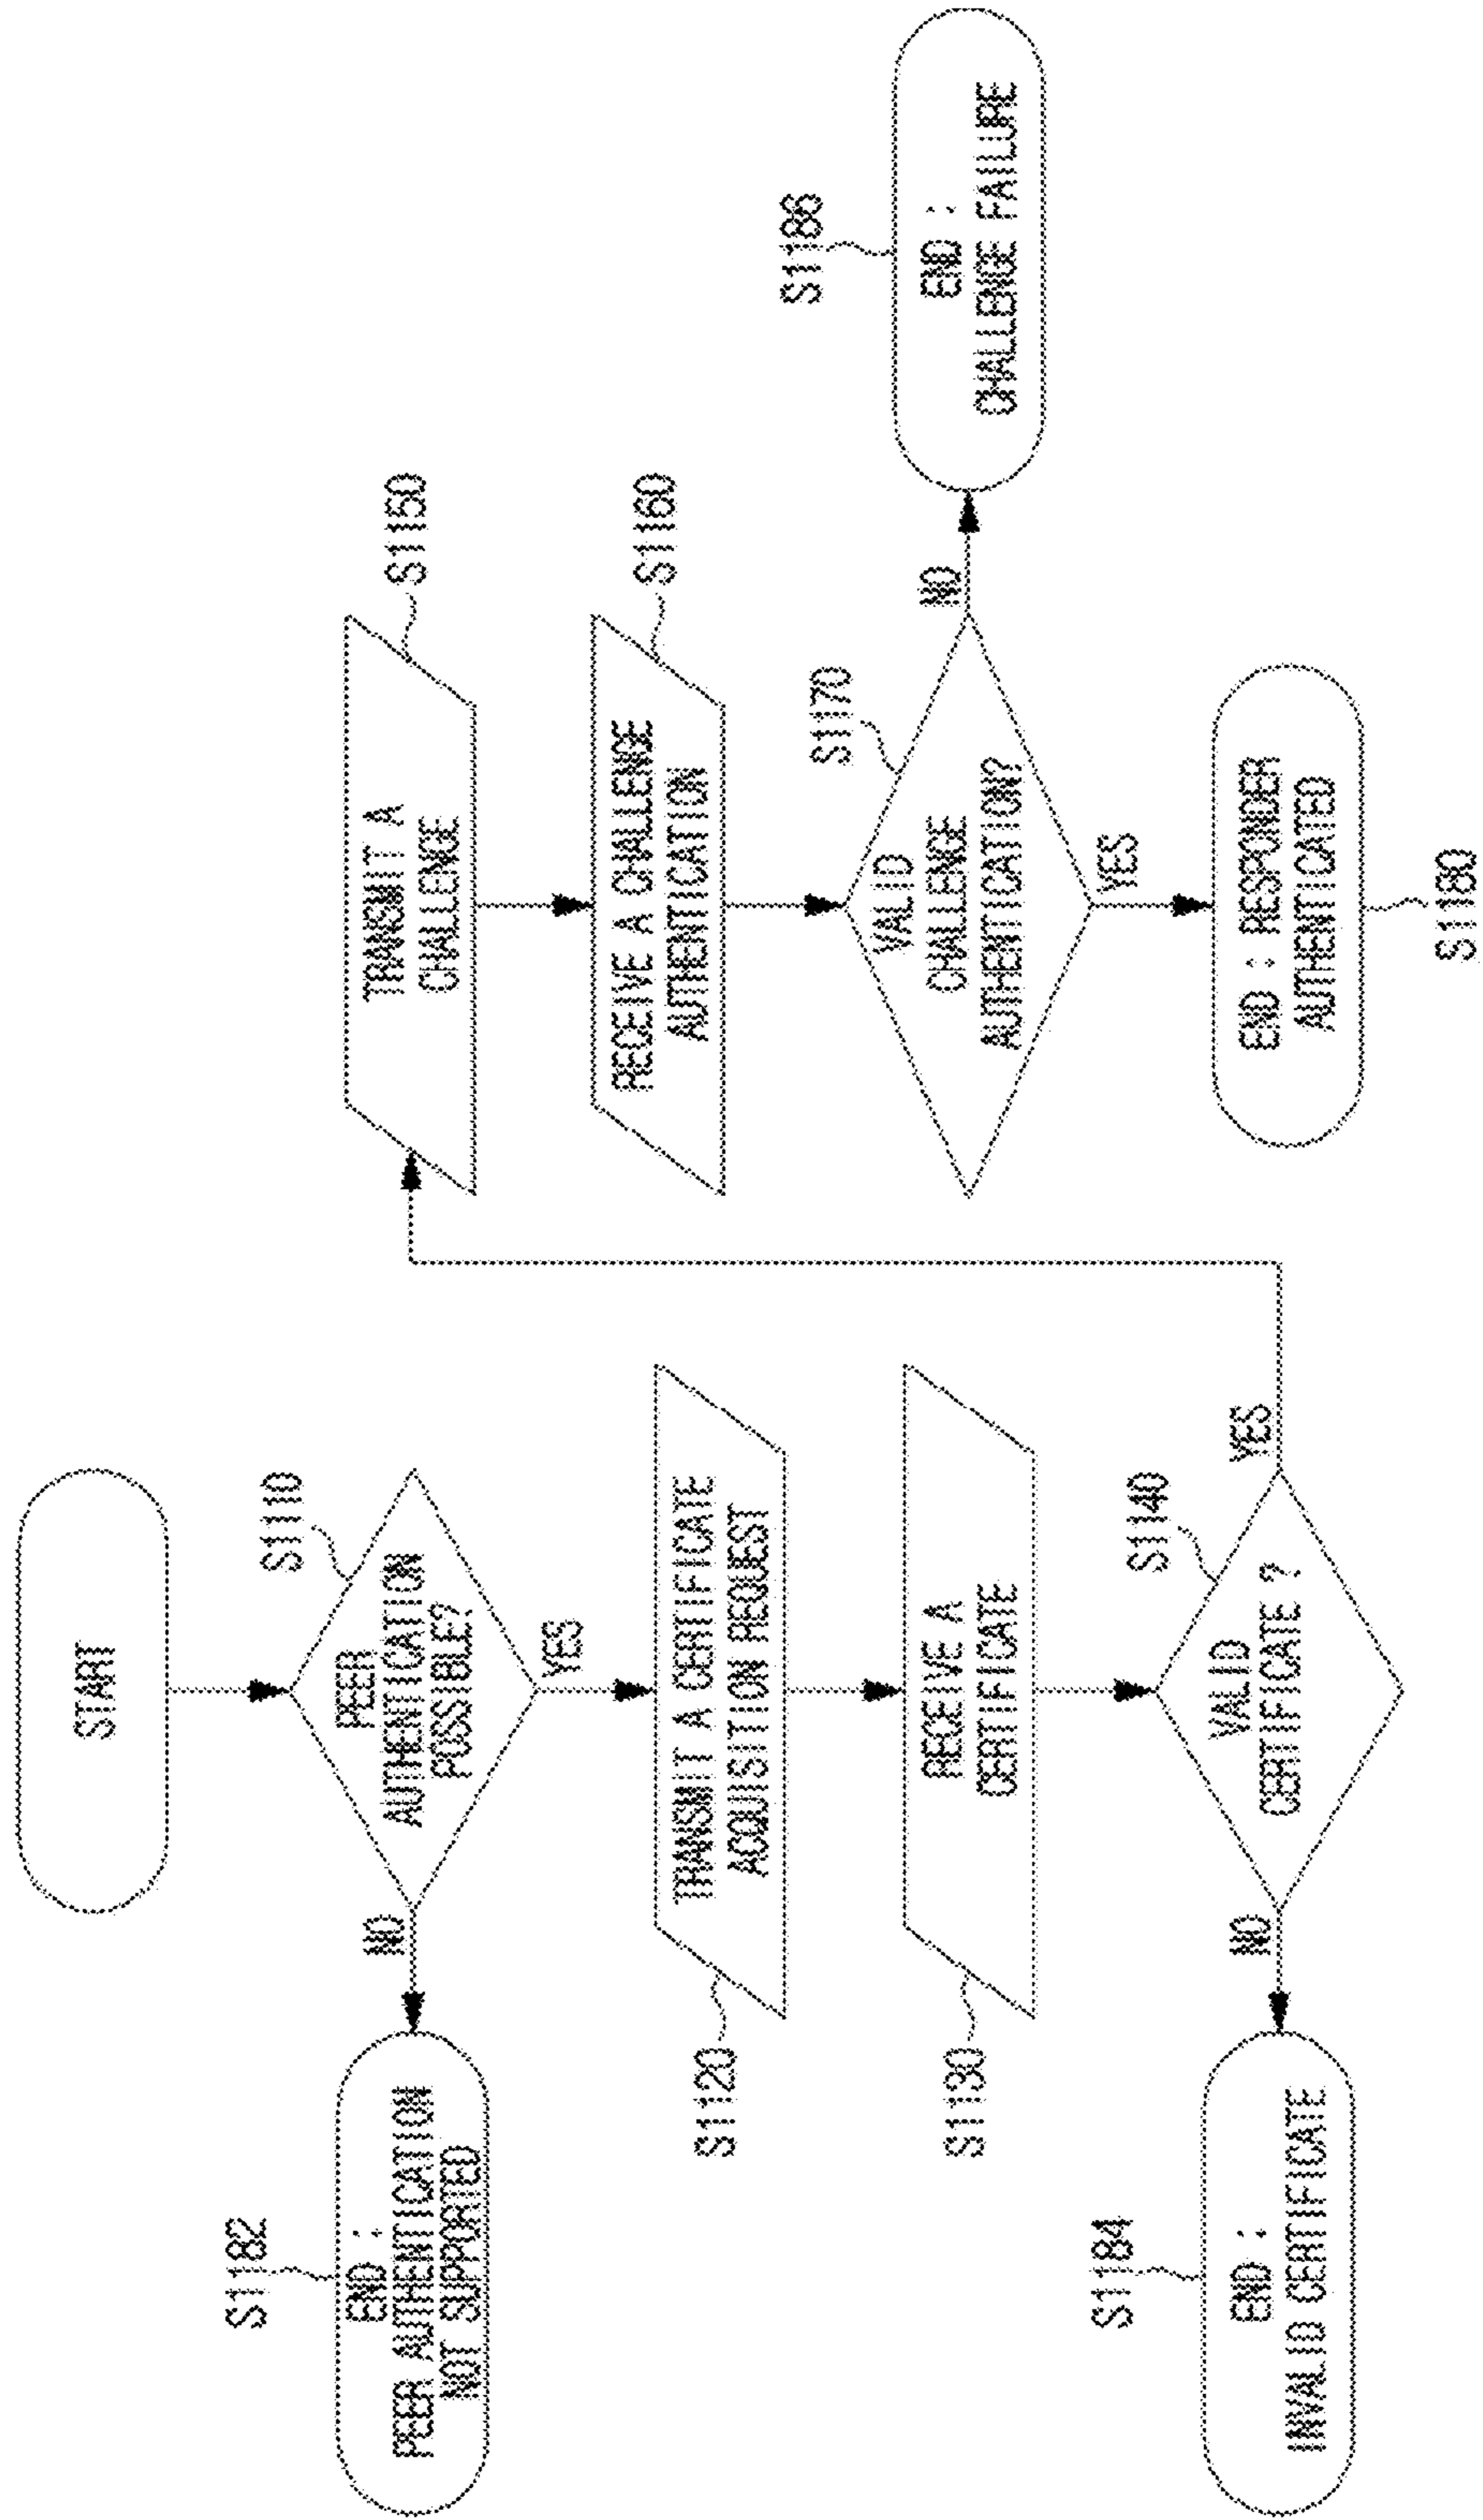 START
S1110
PEER
AUTHENTICATION
POSSIBLE?
NO
YES
S1182
END :
PEER AUTHENTICATION
NOT SUPPORTED
TRANSMIT A CERTIFICATE
ACQUISITION REQUEST
S1120
RECEIVE A
CERTIFICATE
S1130
S1140
VALID
CERTIFICATE ?
NO
YES
S1184
END :
INVALID CERTIFICATE
TRANSMIT A
CHALLENGE
S1150
RECEIVE A CHALLENGE
AUTHENTICATION
S1160
S1170
VALID
CHALLENGE
AUTHENTICATION?
NO
YES
S1186
END :
CHALLENGE FAILURE
END : RESPONDER
AUTHENTICATED
S1180